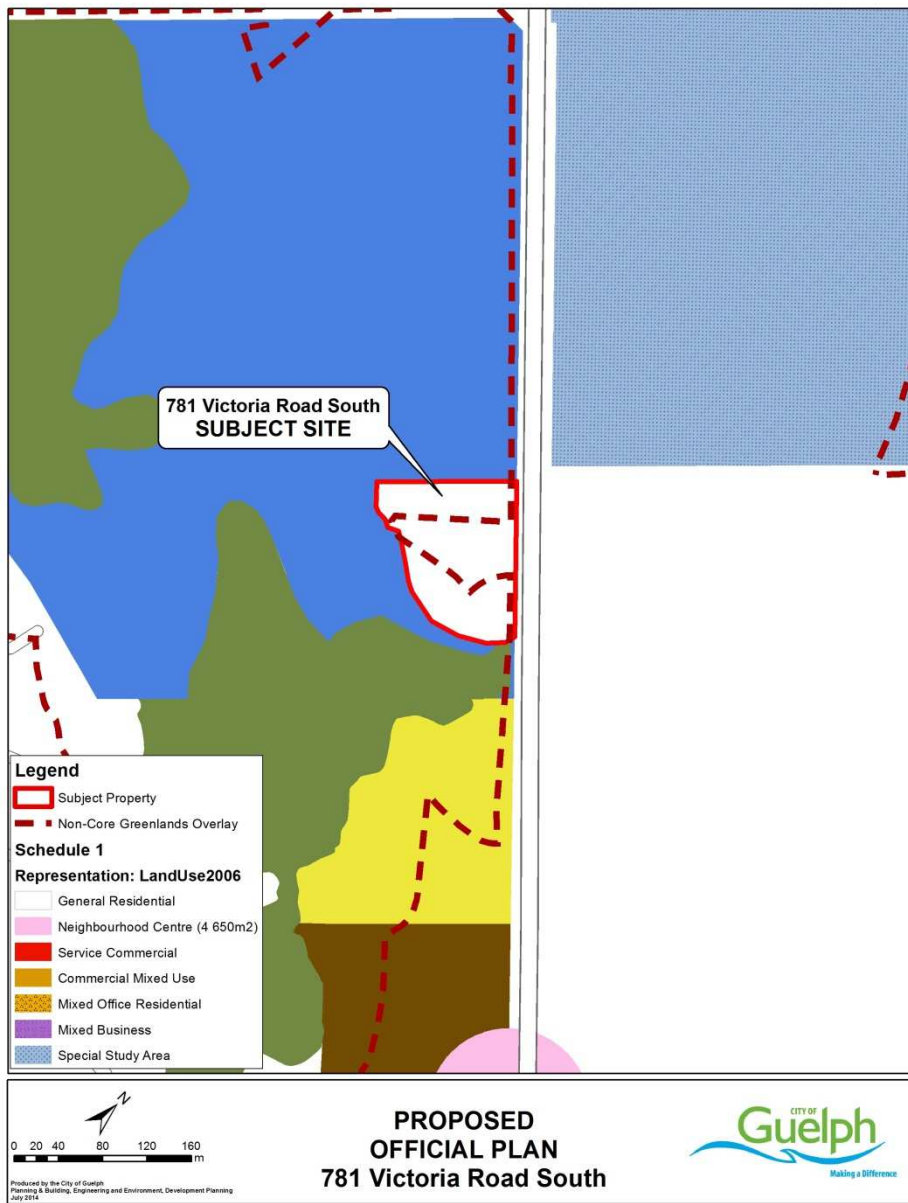 781 Victoria Road South
SUBJECT SITE
Legend
Subject Property
Non-Core Greenlands Overlay
Schedule 1
Representation: LandUse2006
General Residential
Neighbourhood Centre (4 650m2)
Service Commercial
Commercial Mixed Use
Mixed Office Residential
Mixed Business
Special Study Area
N
0 20 40 80 120 160
m
Produced by the City of Guelph
Planning & Building, Engineering and Environment, Development Planning
July 2014
PROPOSED
OFFICIAL PLAN
781 Victoria Road South
CITY OF
Guelph
Making a Difference